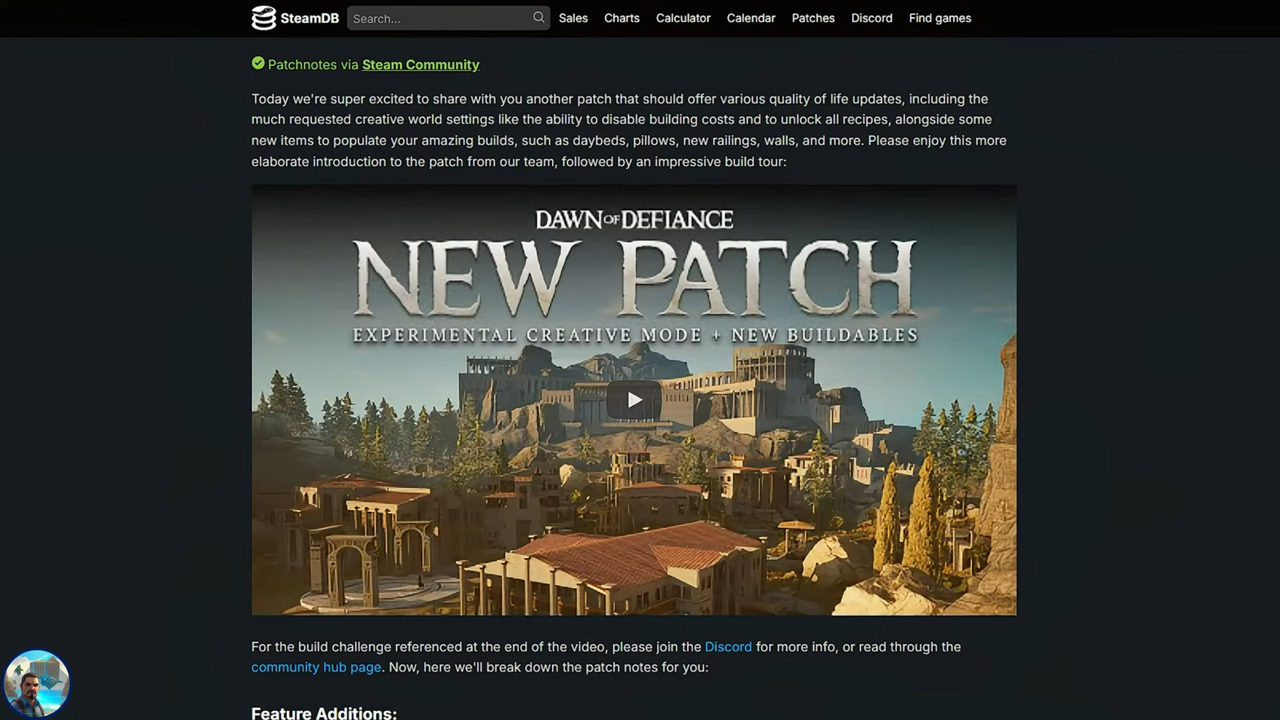 SteamDB Search... Sales Charts Calculator Calendar Patches Discord Find games
Patchnotes via Steam Community
Today we're super excited to share with you another patch that should offer various quality of life updates, including the
much requested creative world settings like the ability to disable building costs and to unlock all recipes, alongside some
new items to populate your amazing builds, such as daybeds, pillows, new railings, walls, and more. Please enjoy this more
elaborate introduction to the patch from our team, followed by an impressive build tour:
DAWN OF DEFIANCE
NEW PATCH
EXPERIMENTAL CREATIVE MODE + NEW BUILDABLES
For the build challenge referenced at the end of the video, please join the Discord for more info, or read through the
community hub page. Now, here we'll break down the patch notes for you:
Feature Additions: